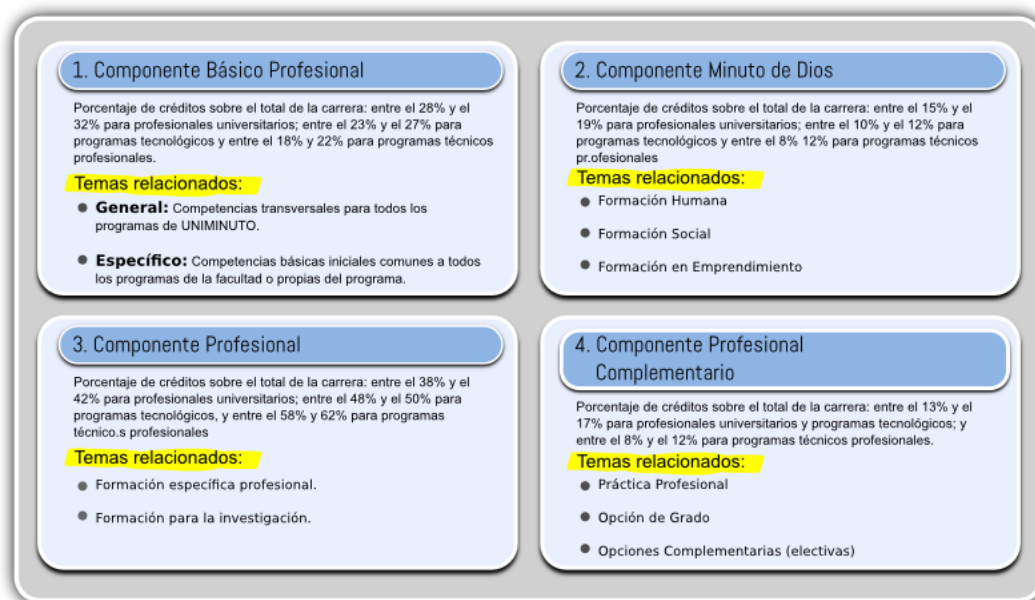 1. Componente Básico Profesional
Porcentaje de créditos sobre el total de la carrera: entre el 28% y el
32% para profesionales universitarios; entre el 23% y el 27% para
programas tecnológicos y entre el 18% y 22% para programas técnicos
profesionales.
Temas relacionados:
General: Competencias transversales para todos los
programas de UNIMINUTO.
Específico: Competencias básicas iniciales comunes a todos
los programas de la facultad o propias del programa.
2. Componente Minuto de Dios
Porcentaje de créditos sobre el total de la carrera: entre el 15% y el
19% para profesionales universitarios; entre el 10% y el 12% para
programas tecnológicos y entre el 8% 12% para programas técnicos
pr.ofesionales
Temas relacionados:
Formación Humana
Formación Social
Formación en Emprendimiento
3. Componente Profesional
Porcentaje de créditos sobre el total de la carrera: entre el 38% y el
42% para profesionales universitarios; entre el 48% y el 50% para
programas tecnológicos, y entre el 58% y 62% para programas
técnico.s profesionales
Temas relacionados:
Formación específica profesional.
Formación para la investigación.
4. Componente Profesional
Complementario
Porcentaje de créditos sobre el total de la carrera: entre el 13% y el
17% para profesionales universitarios y programas tecnológicos; y
entre el 8% y el 12% para programas técnicos profesionales.
Temas relacionados:
Práctica Profesional
Opción de Grado
Opciones Complementarias (electivas)